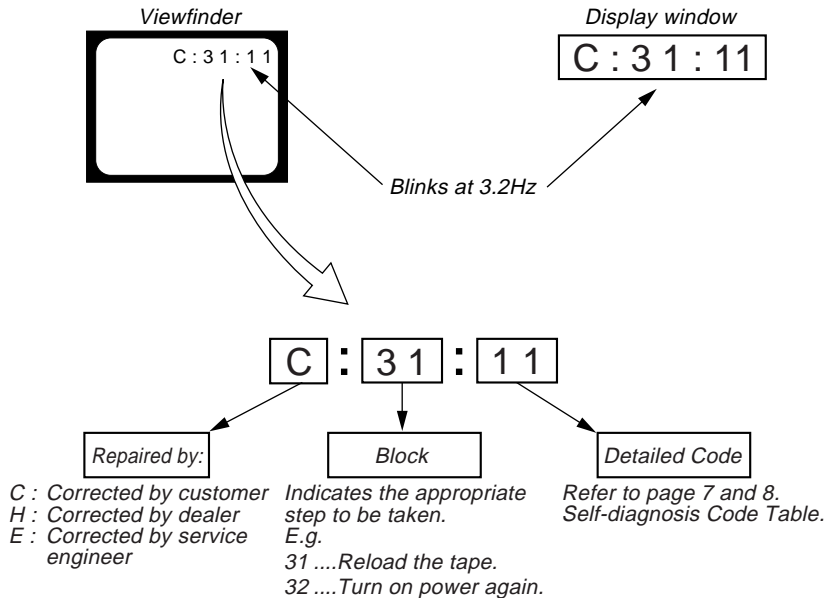 Viewfinder
Display window
C : 3 1 : 1 1
C : 3 1 : 11
Blinks at 3.2Hz
C : 3 1 : 1 1
Repaired by:
Block
Detailed Code
C : Corrected by customer
H : Corrected by dealer
E : Corrected by service
engineer
Indicates the appropriate
step to be taken.
E.g.
31 ....Reload the tape.
32 ....Turn on power again.
Refer to page 7 and 8.
Self-diagnosis Code Table.